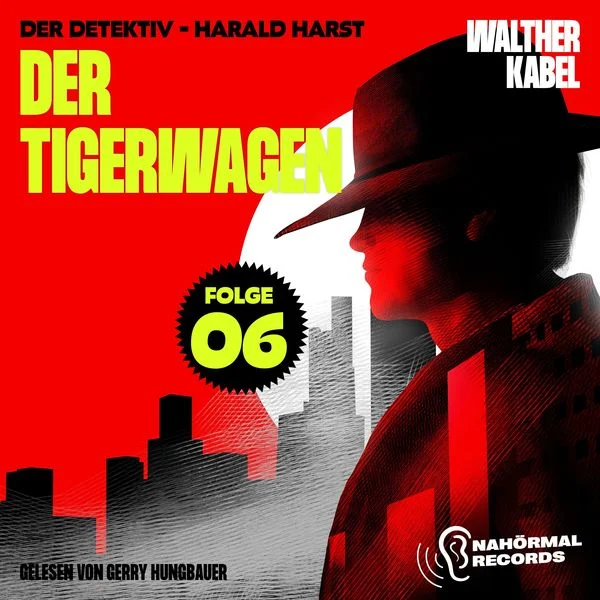 DER DETEKTIV - HARALD HARST
WALTHER
KABEL
DER
TIGERWAGEN
FOLGE
06
NAHÖRMAL
RECORDS
GELESEN VON GERRY HUNGBAUER